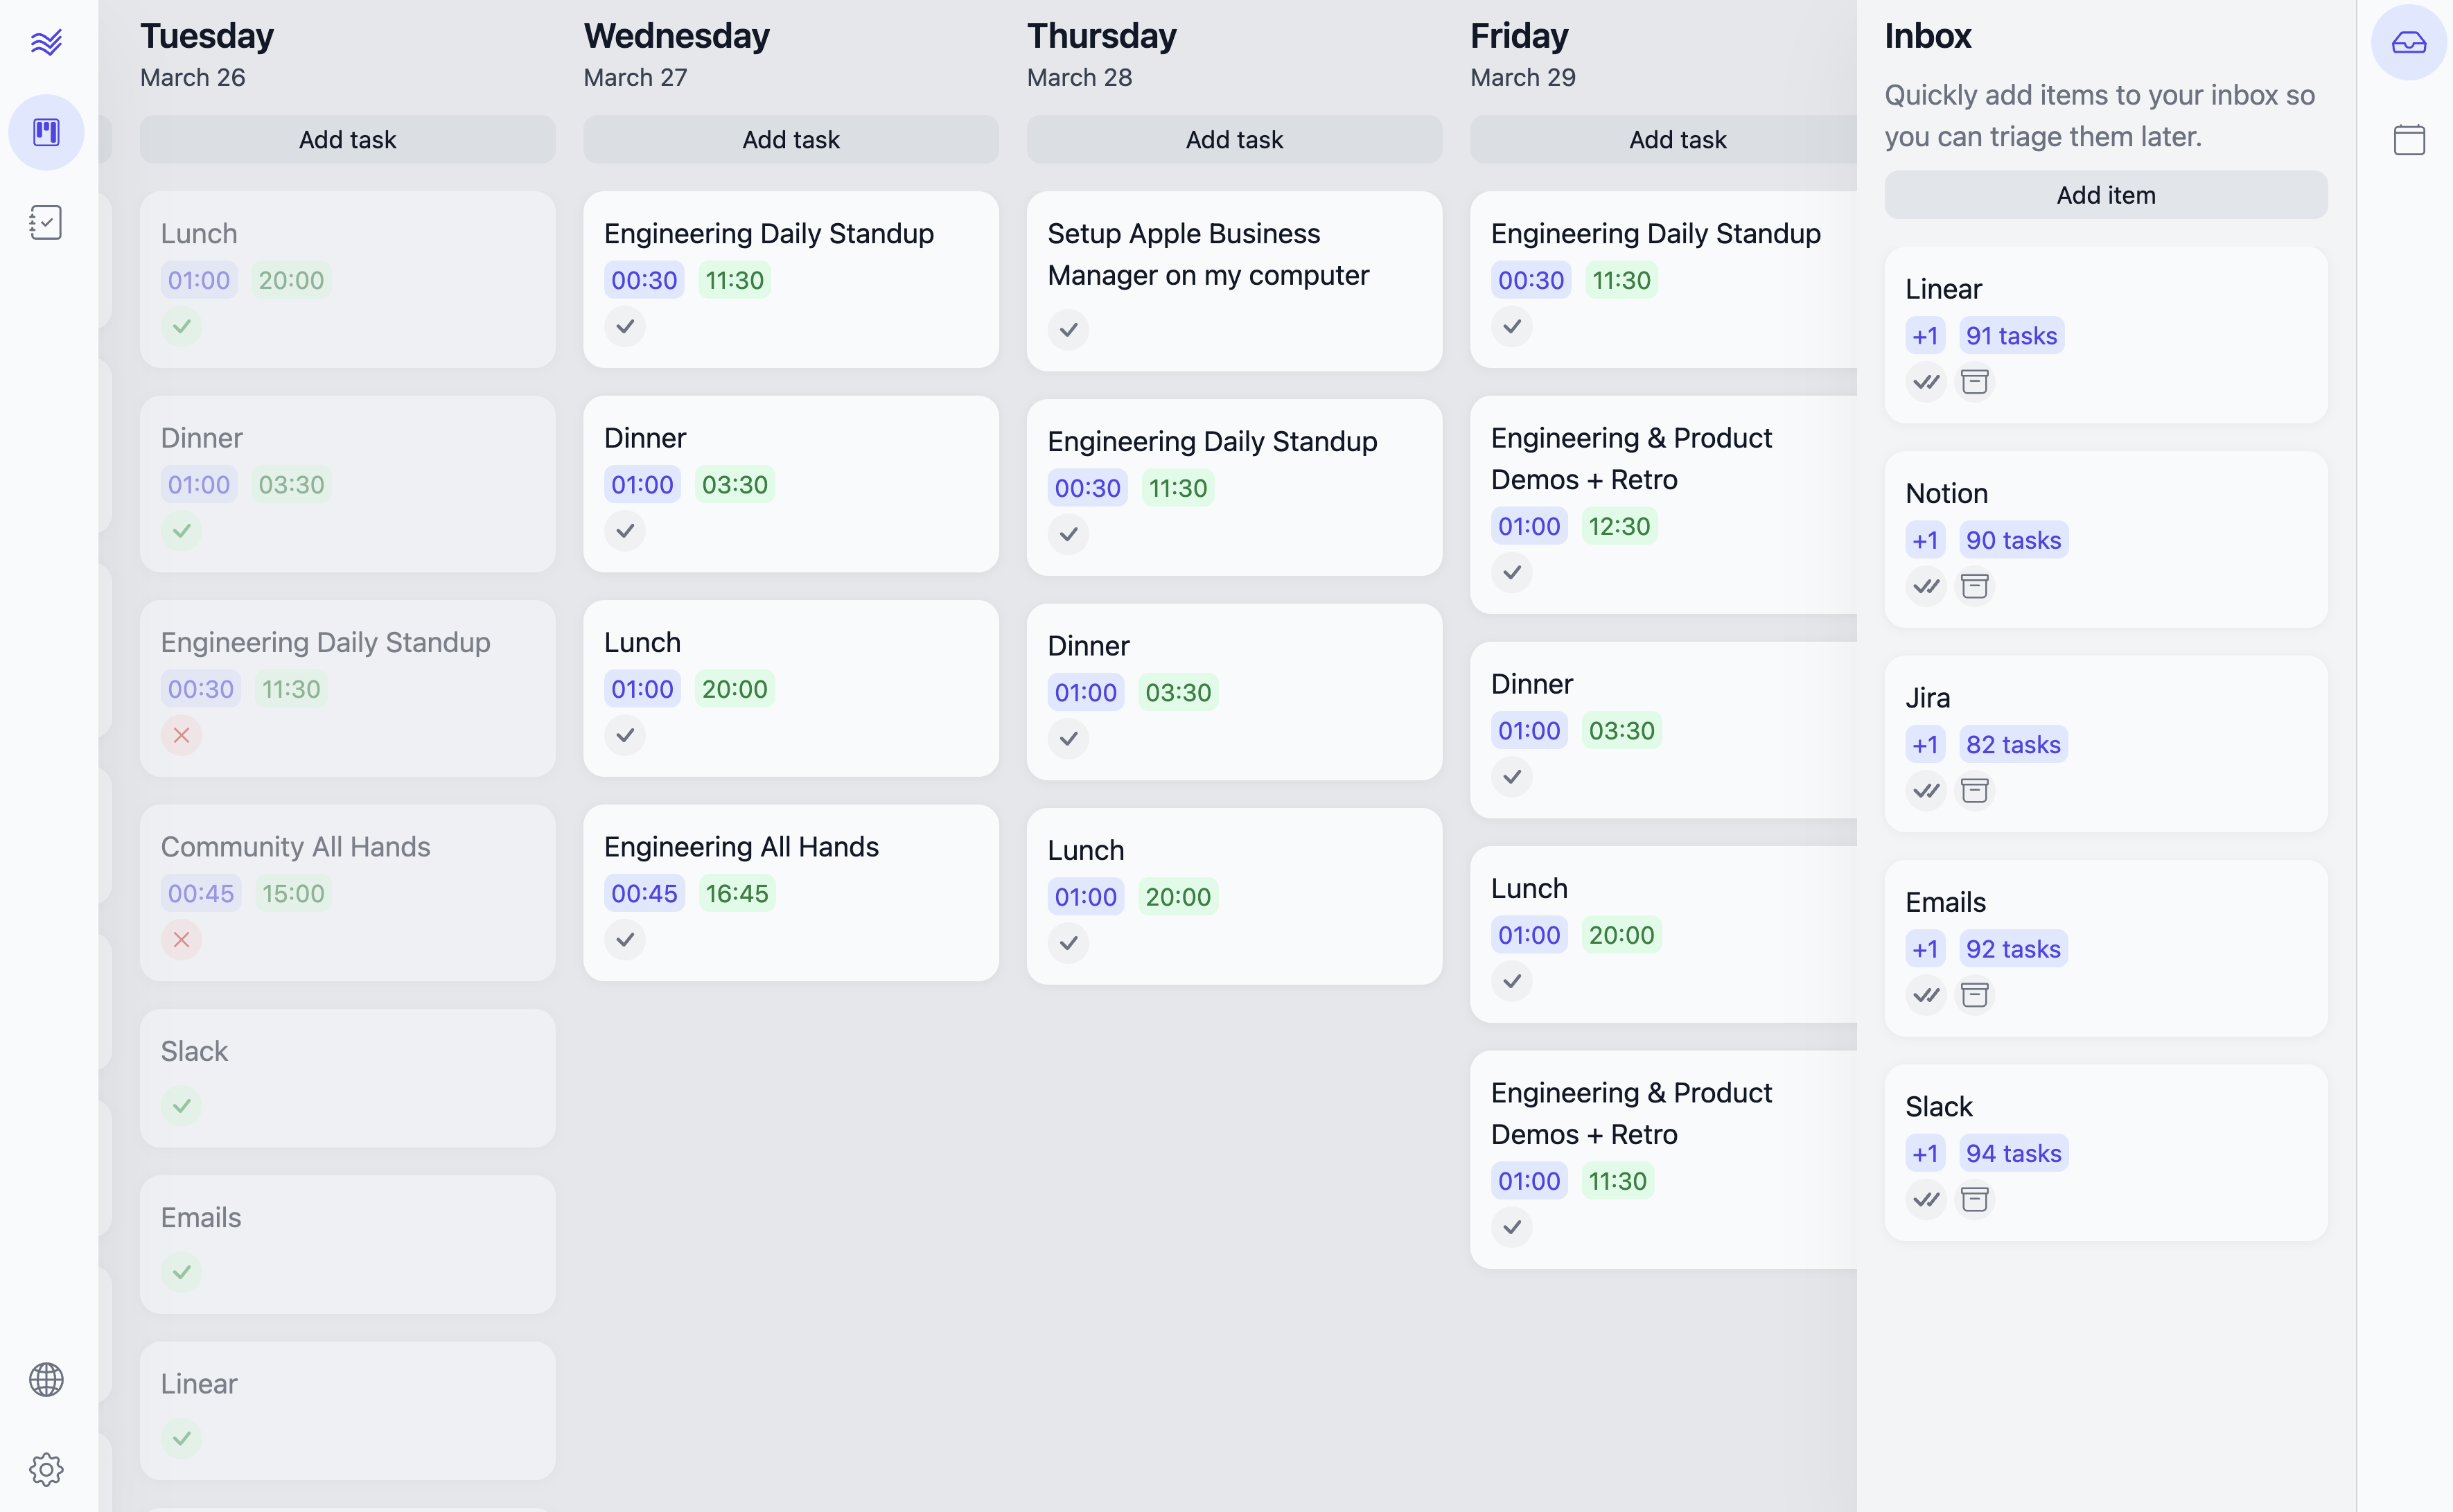 Tuesday
March 26
Add task
Lunch
01:00 20:00
Dinner
01:00 03:30
Engineering Daily Standup
00:30 11:30
Community All Hands
00:45 15:00
Slack
Emails
Linear
Wednesday
March 27
Add task
Engineering Daily Standup
00:30 11:30
Dinner
01:00 03:30
Lunch
01:00 20:00
Engineering All Hands
00:45 16:45
Thursday
March 28
Add task
Setup Apple Business
Manager on my computer
Engineering Daily Standup
00:30 11:30
Dinner
01:00 03:30
Lunch
01:00 20:00
Friday
March 29
Add task
Engineering Daily Standup
00:30 11:30
Engineering & Product
Demos + Retro
01:00 12:30
Dinner
01:00 03:30
Lunch
01:00 20:00
Engineering & Product
Demos + Retro
01:00 11:30
Inbox
Quickly add items to your inbox so
you can triage them later.
Add item
Linear
+1 91 tasks
Notion
+1 90 tasks
Jira
+1 82 tasks
Emails
+1 92 tasks
Slack
+1 94 tasks